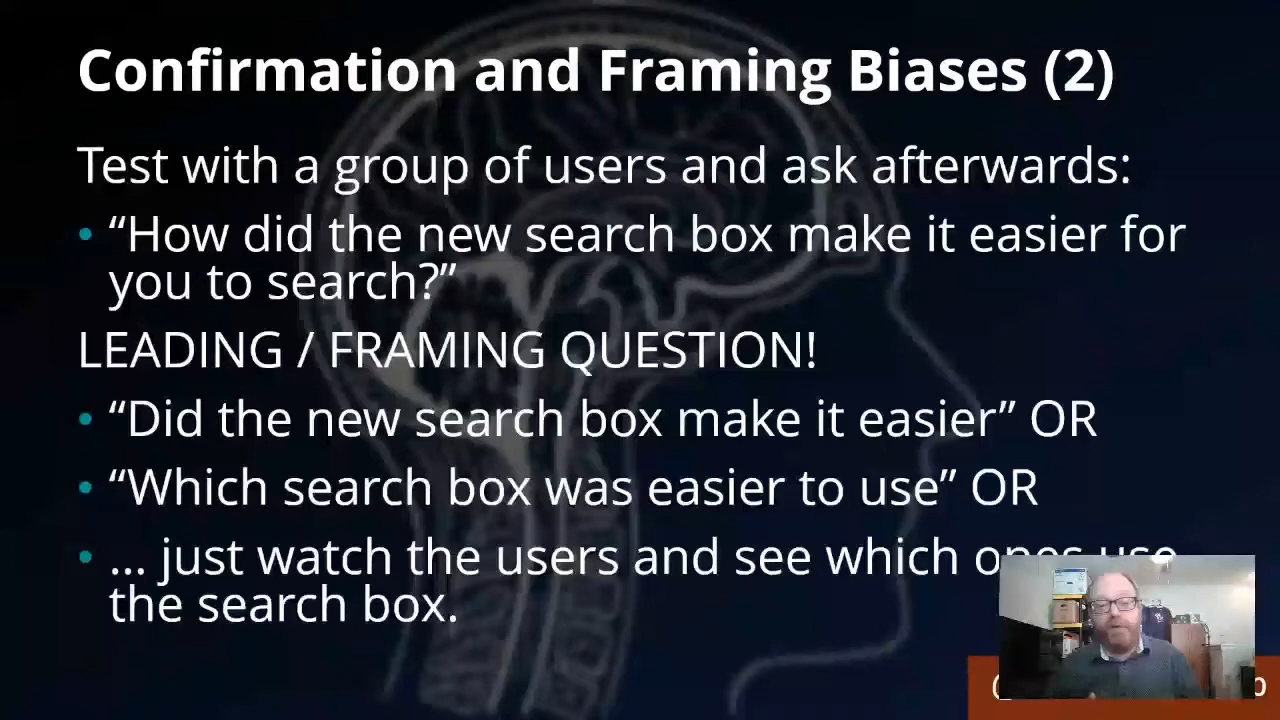 Confirmation and Framing Biases (2)
Test with a group of users and ask afterwards:
• “How did the new search box make it easier for
you to search?”
LEADING / FRAMING QUESTION!
• “Did the new search box make it easier” OR
• “Which search box was easier to use” OR
• ... just watch the users and see which ones use
the search box.